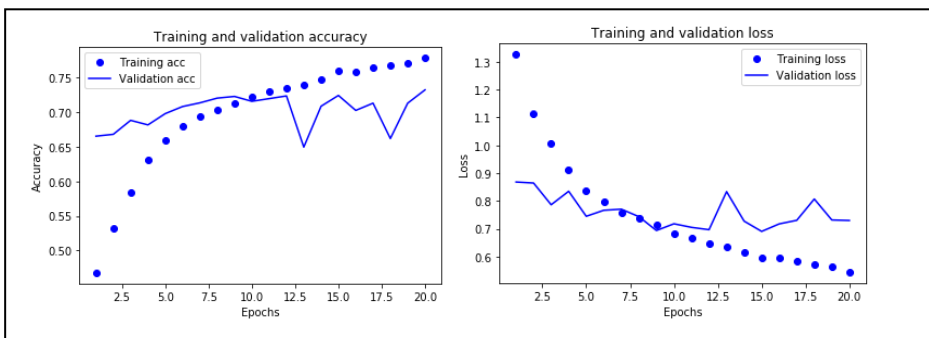 Training and validation accuracy
Training acc
Validation acc
0.75
0.70
0.65
0.60
0.55
0.50
Accuracy
2.5 5.0 7.5 10.0 12.5 15.0 17.5 20.0
Epochs
Training and validation loss
Training loss
Validation loss
1.3
1.2
1.1
1.0
0.9
0.8
0.7
0.6
Loss
2.5 5.0 7.5 10.0 12.5 15.0 17.5 20.0
Epochs